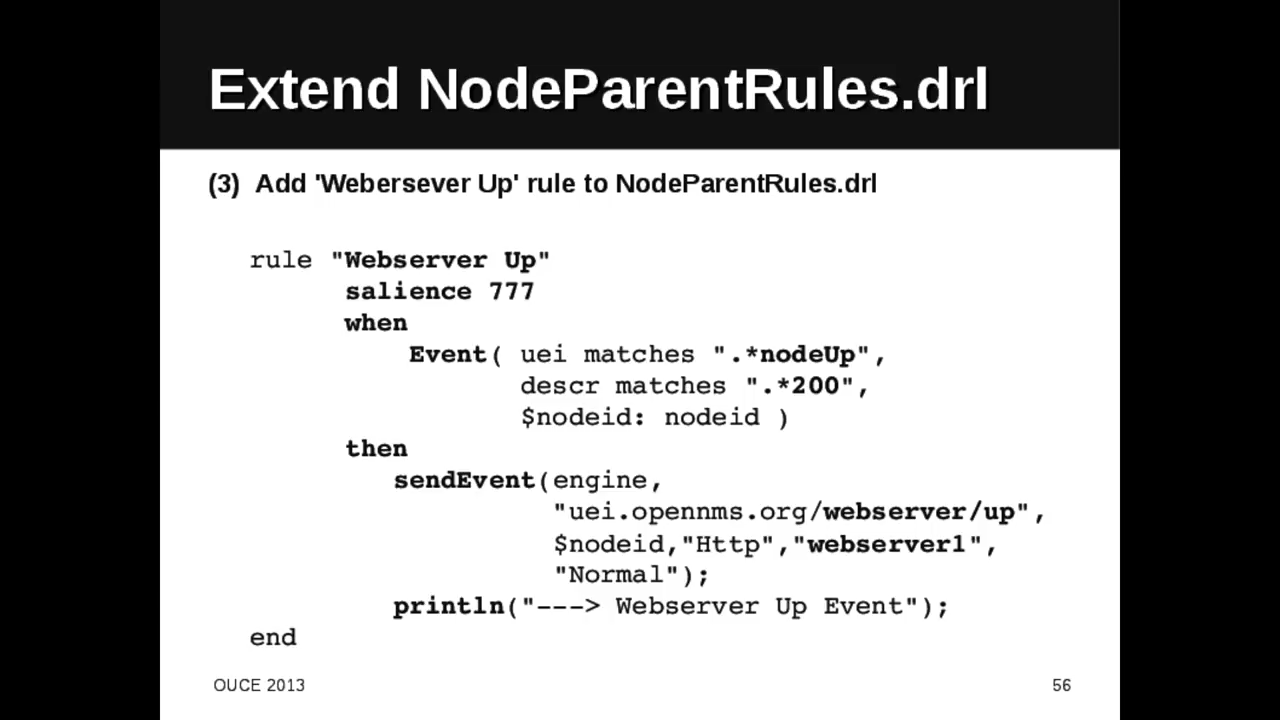 Extend NodeParentRules.drl
(3) Add 'Webersever Up' rule to NodeParentRules.drl
rule "Webserver Up"
salience 777
when
Event( uei matches ".*nodeUp",
descr matches ".*200",
$nodeid: nodeid )
then
sendEvent(engine,
"uei.opennms.org/webserver/up",
$nodeid,"Http","webserver1",
"Normal");
println("---> Webserver Up Event");
end
OUCE 2013
56